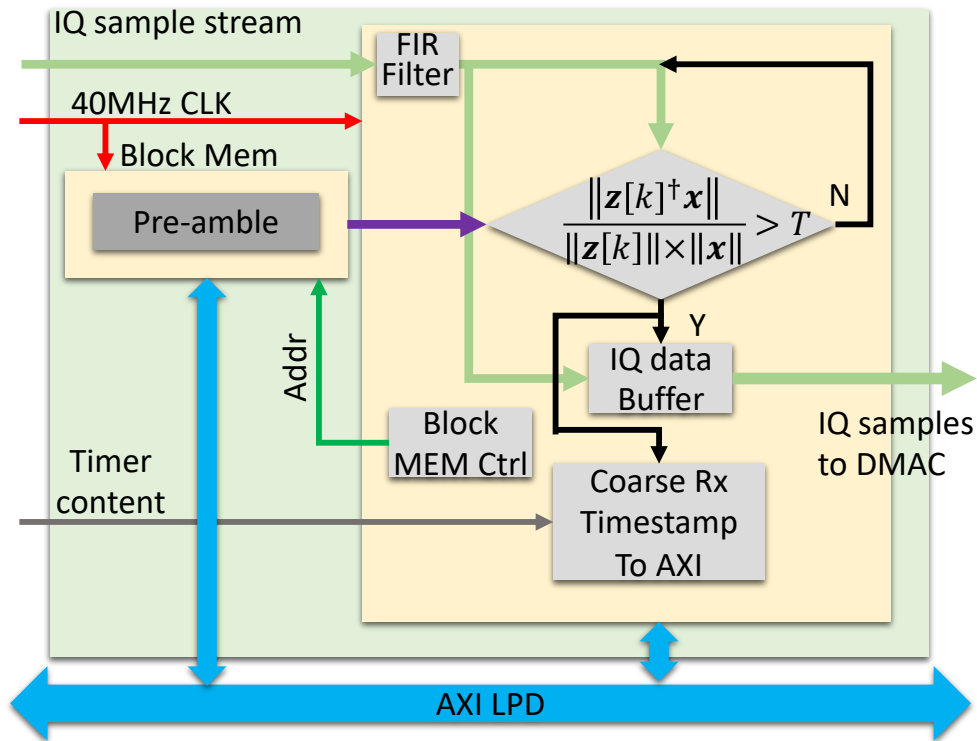 IQ sample stream
FIR
Filter
40MHz CLK
Block Mem
Pre-amble
‖z[k]†x‖
‖z[k]‖×‖x‖
> T
N
Y
Addr
IQ data
Buffer
Block
MEM Ctrl
IQ samples
to DMAC
Timer
content
Coarse Rx
Timestamp
To AXI
AXI LPD